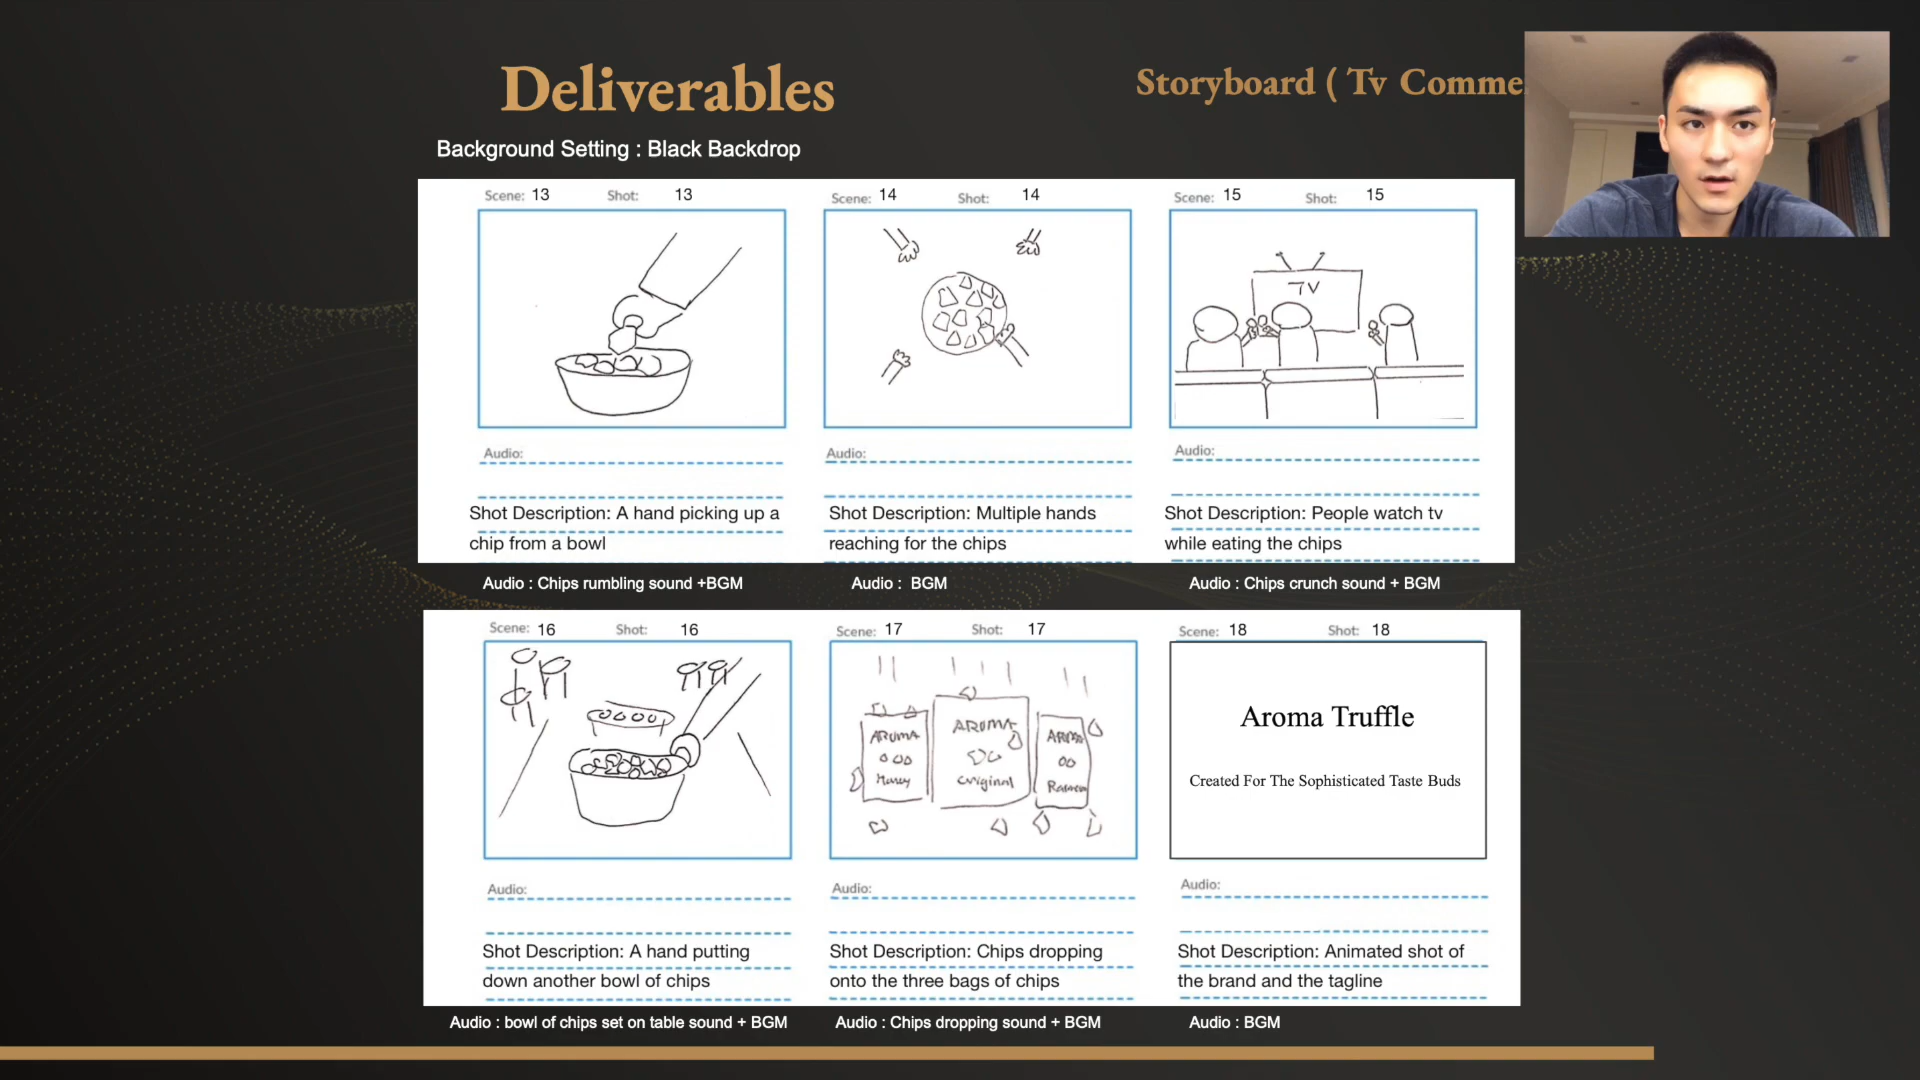 Deliverables
Storyboard ( Tv Comme
Background Setting : Black Backdrop
Scene: 13 Shot: 13
Scene: 14 Shot: 14
Scene: 15 Shot: 15
TV
Audio:
Audio:
Audio:
Shot Description: A hand picking up a
chip from a bowl
Shot Description: Multiple hands
reaching for the chips
Shot Description: People watch tv
while eating the chips
Audio : Chips rumbling sound +BGM
Audio : BGM
Audio : Chips crunch sound + BGM
Scene: 16 Shot: 16
Scene: 17 Shot: 17
Scene: 18 Shot: 18
AROMA
AROMA
Original
AROMA
Aroma Truffle
Created For The Sophisticated Taste Buds
Audio:
Audio:
Audio:
Shot Description: A hand putting
down another bowl of chips
Shot Description: Chips dropping
onto the three bags of chips
Shot Description: Animated shot of
the brand and the tagline
Audio : bowl of chips set on table sound + BGM
Audio : Chips dropping sound + BGM
Audio : BGM